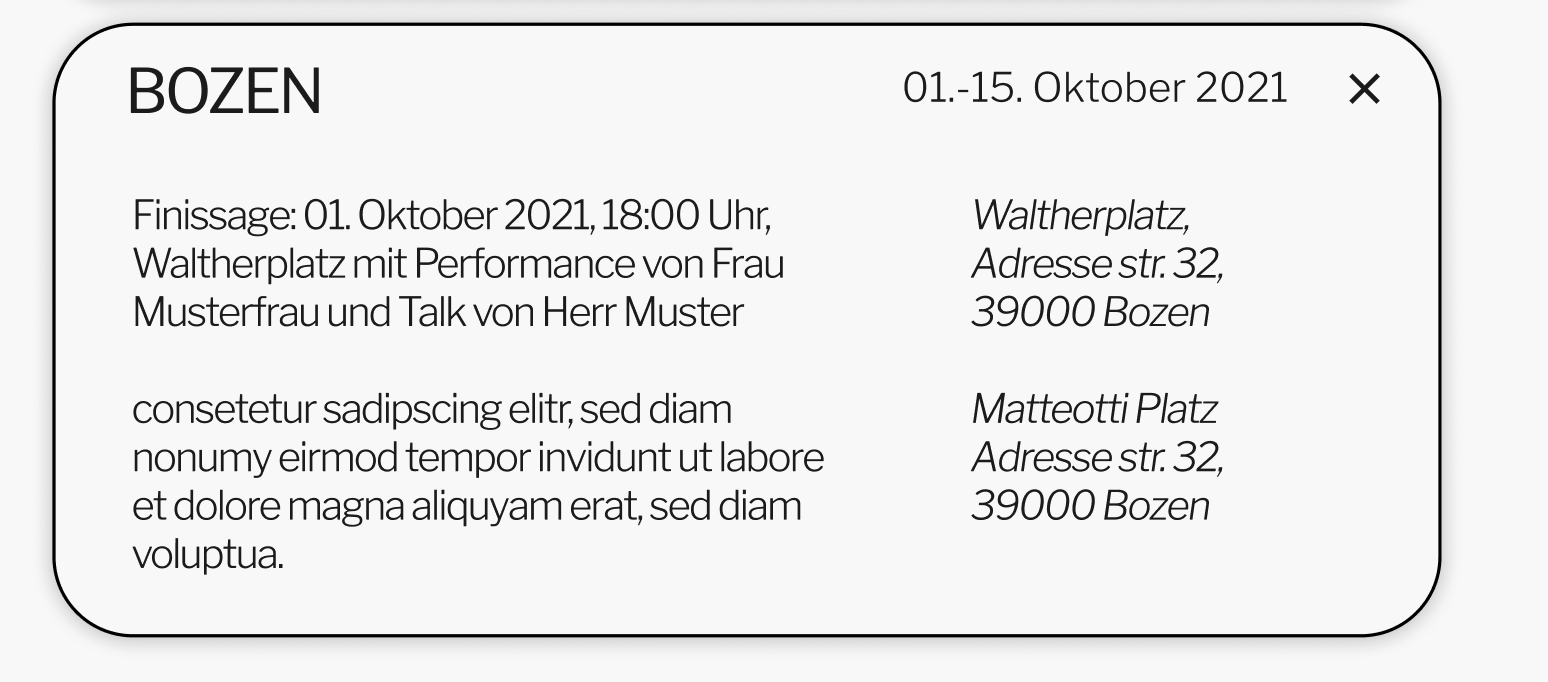 BOZEN
01.-15. Oktober 2021
Finissage: 01. Oktober 2021, 18:00 Uhr,
Waltherplatz mit Performance von Frau
Musterfrau und Talk von Herr Muster
Waltherplatz,
Adresse str. 32,
39000 Bozen
consetetur sadipscing elitr, sed diam
nonumy eirmod tempor invidunt ut labore
et dolore magna aliquyam erat, sed diam
voluptua.
Matteotti Platz
Adresse str. 32,
39000 Bozen